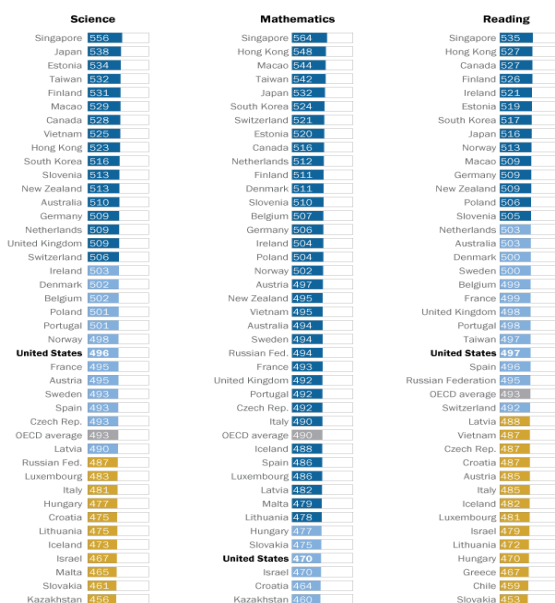 Science
Singapore 556
Japan 538
Estonia 534
Taiwan 532
Finland 531
Macao 529
Canada 528
Vietnam 525
Hong Kong 523
South Korea 516
Slovenia 513
New Zealand 513
Australia 510
Germany 509
Netherlands 509
United Kingdom 509
Switzerland 506
Ireland 503
Denmark 502
Belgium 502
Poland 501
Portugal 501
Norway 498
United States 496
France 495
Austria 495
Sweden 493
Spain 493
Czech Rep. 493
OECD average 493
Latvia 490
Russian Fed. 487
Luxembourg 483
Italy 481
Hungary 477
Croatia 475
Lithuania 475
Iceland 473
Israel 467
Malta 465
Slovakia 461
Kazakhstan 456
Mathematics
Singapore 564
Hong Kong 548
Macao 544
Taiwan 542
Japan 532
South Korea 524
Switzerland 521
Estonia 520
Canada 516
Netherlands 512
Finland 511
Denmark 511
Slovenia 510
Belgium 507
Germany 506
Ireland 504
Poland 504
Norway 502
Austria 497
New Zealand 495
Vietnam 495
Australia 494
Sweden 494
Russian Fed. 494
France 493
United Kingdom 492
Portugal 492
Czech Rep. 492
Italy 490
OECD average 490
Iceland 488
Spain 486
Luxembourg 486
Latvia 482
Malta 479
Lithuania 478
Hungary 477
Slovakia 475
United States 470
Israel 470
Croatia 464
Kazakhstan 460
Reading
Singapore 535
Hong Kong 527
Canada 527
Finland 526
Ireland 521
Estonia 519
South Korea 517
Japan 516
Norway 513
Macao 509
Germany 509
New Zealand 509
Poland 506
Slovenia 505
Netherlands 503
Australia 503
Denmark 500
Sweden 500
Belgium 499
France 499
United Kingdom 498
Portugal 498
Taiwan 497
United States 497
Spain 496
Russian Federation 495
OECD average 493
Switzerland 492
Latvia 488
Vietnam 487
Czech Rep. 487
Croatia 487
Austria 485
Italy 485
Iceland 482
Luxembourg 481
Israel 479
Lithuania 472
Hungary 470
Greece 467
Chile 459
Slovakia 453